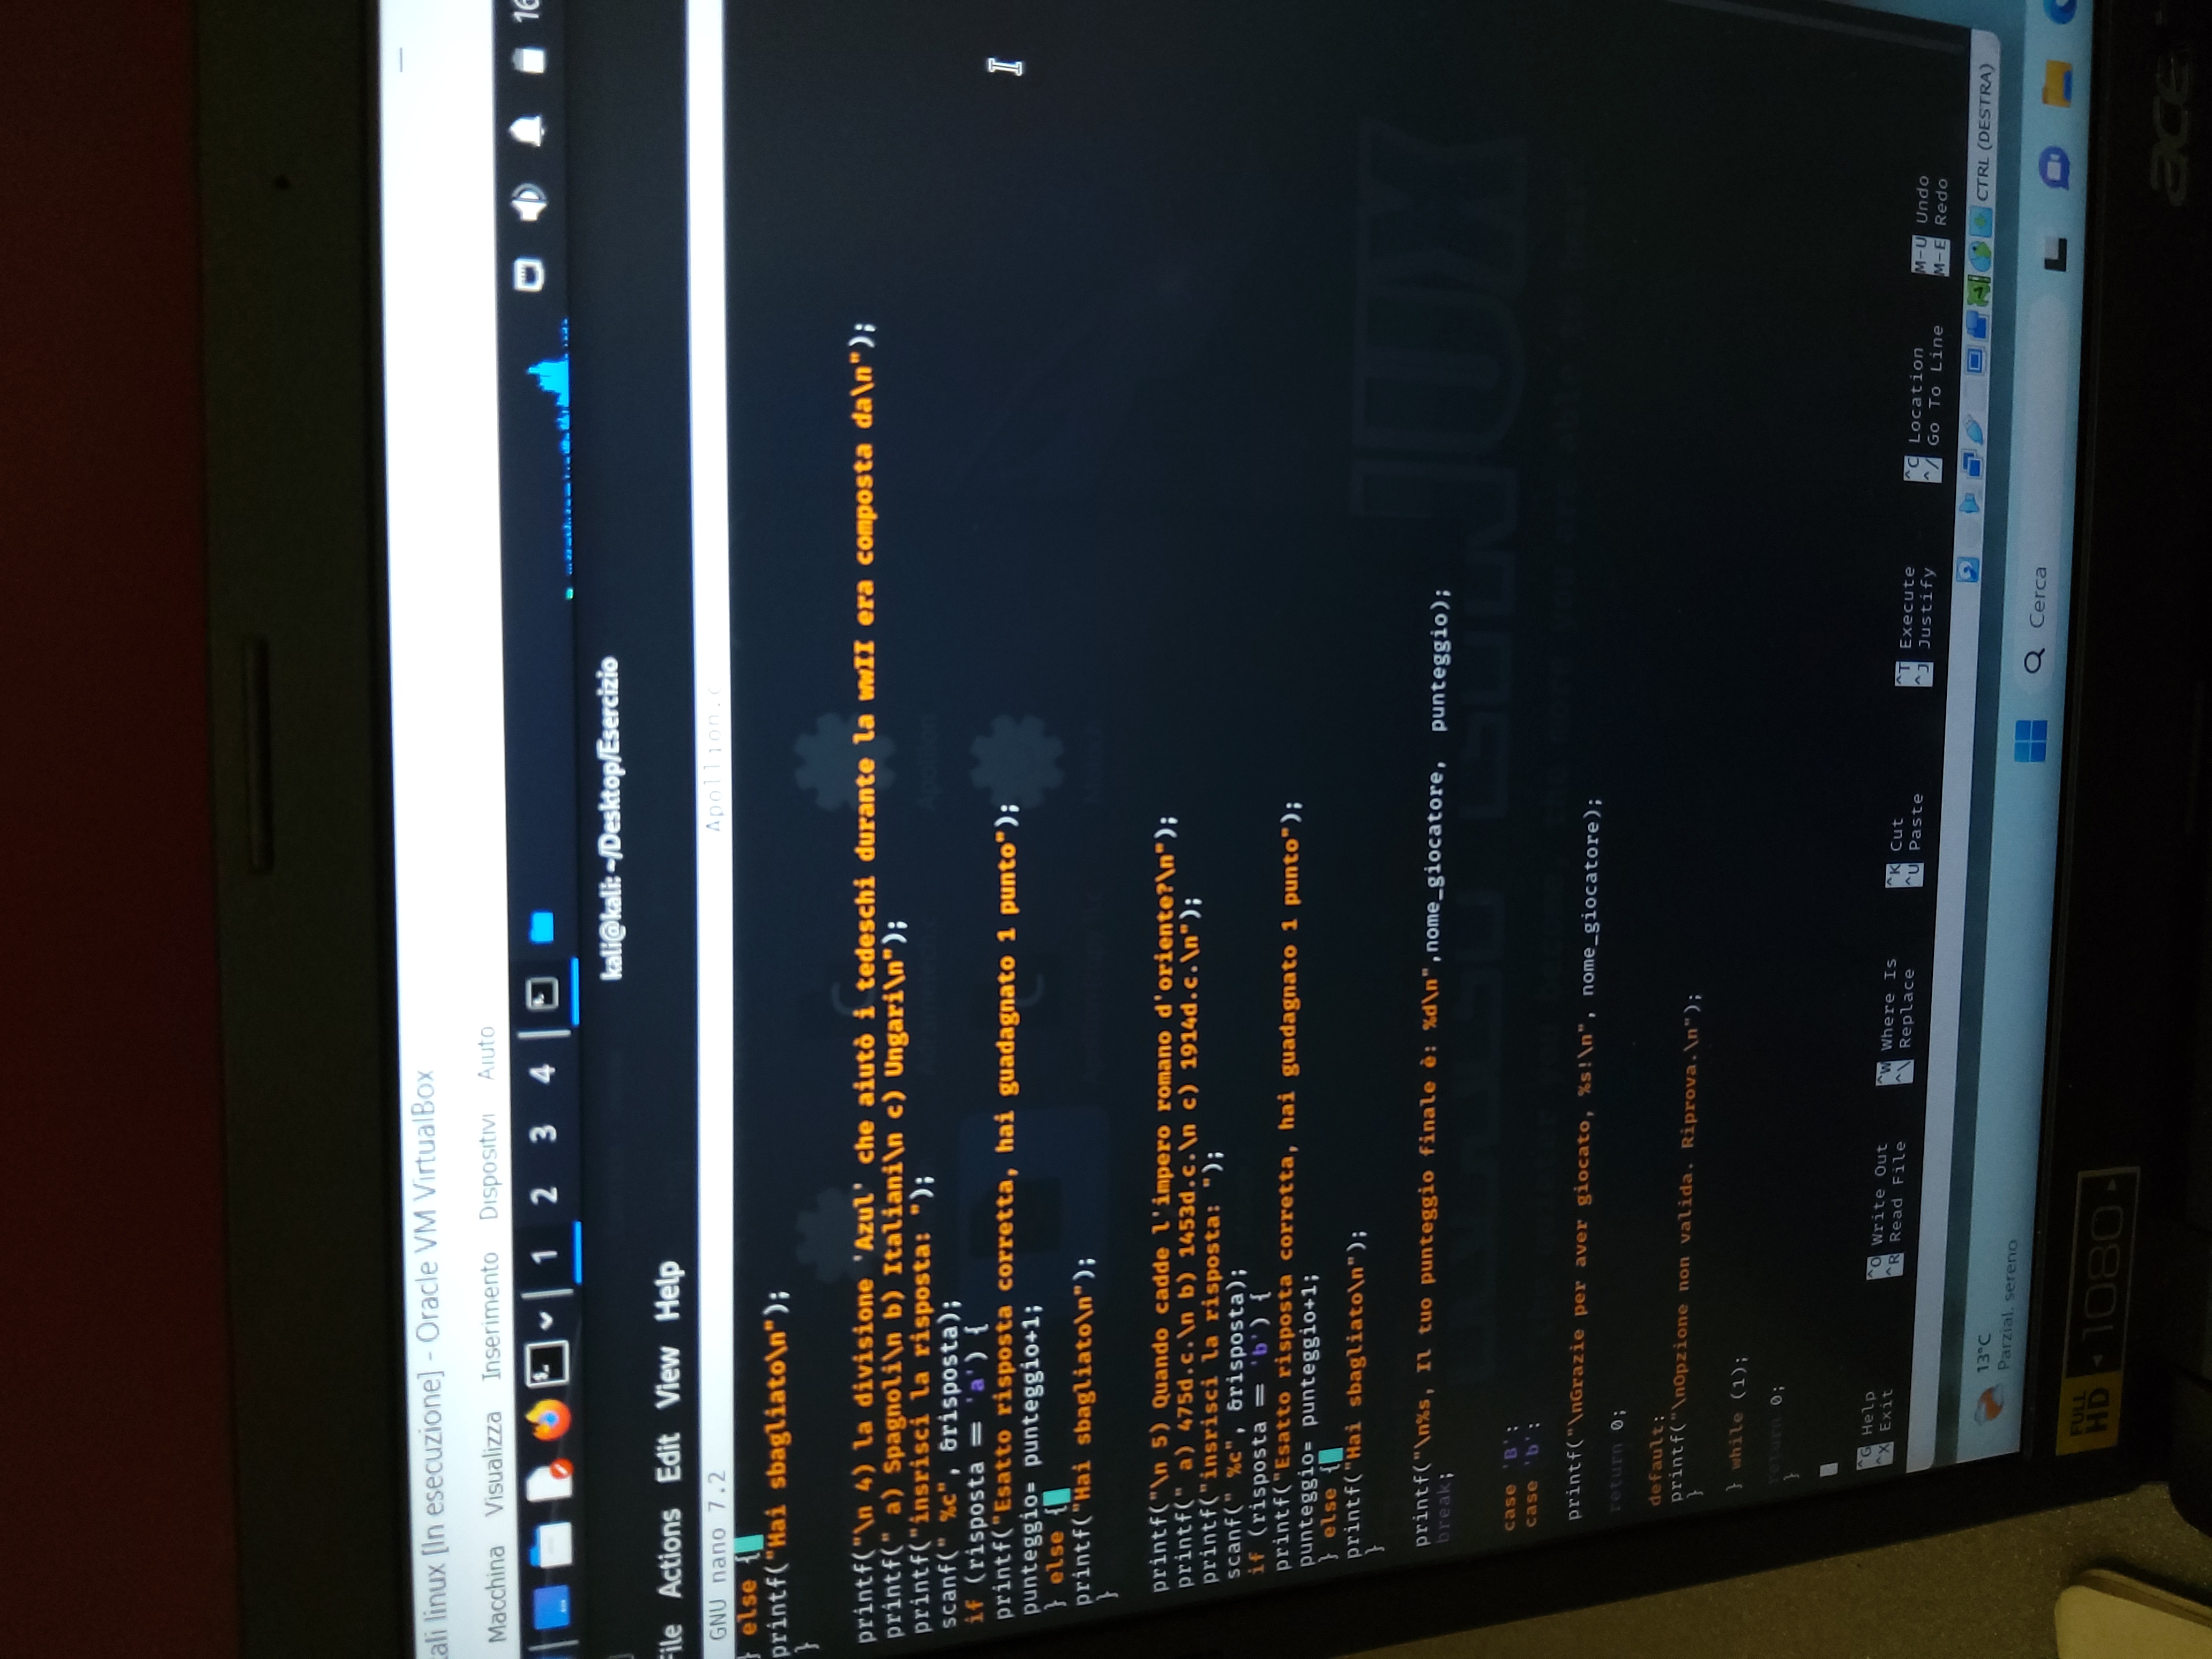 ali linux [In esecuzione] - Oracle VM VirtualBox
Macchina Visualizza Inserimento Dispositivi Aiuto
1 2 3 4 16
kali@kali: ~/Desktop/Esercizio
File Actions Edit View Help
GNU nano 7.2 Apollion.c
} else {
printf("Hai sbagliato\n");
}
printf("\n 4) la divisione 'Azul' che aiutò i tedeschi durante la wwII era composta da\n");
printf(" a) Spagnoli\n b) Italiani\n c) Ungari\n");
printf("insrisci la risposta: ");
scanf(" %c", &risposta);
if (risposta == 'a') {
printf("Esatto risposta corretta, hai guadagnato 1 punto");
punteggio= punteggio+1;
} else {
printf("Hai sbagliato\n");
}
printf("\n 5) Quando cadde l'impero romano d'oriente?\n");
printf(" a) 475d.c.\n b) 1453d.c.\n c) 1914d.c.\n");
printf("insrisci la risposta: ");
scanf(" %c", &risposta);
if (risposta == 'b') {
printf("Esatto risposta corretta, hai guadagnato 1 punto");
punteggio= punteggio+1;
} else {
printf("Hai sbagliato\n");
}
printf("\n%s, Il tuo punteggio finale è: %d\n",nome_giocatore, punteggio);
break;
case 'B':
case 'b':
printf("\nGrazie per aver giocato, %s!\n", nome_giocatore);
return 0;
default:
printf("\nOpzione non valida. Riprova.\n");
}
} while (1);
return 0;
}
^G Help ^O Write Out ^W Where Is ^K Cut ^T Execute ^C Location M-U Undo
^X Exit ^R Read File ^\ Replace ^U Paste ^J Justify ^/ Go To Line M-E Redo
CTRL (DESTRA)
13°C
Parzial. sereno
Cerca
FULL HD 1080
acer